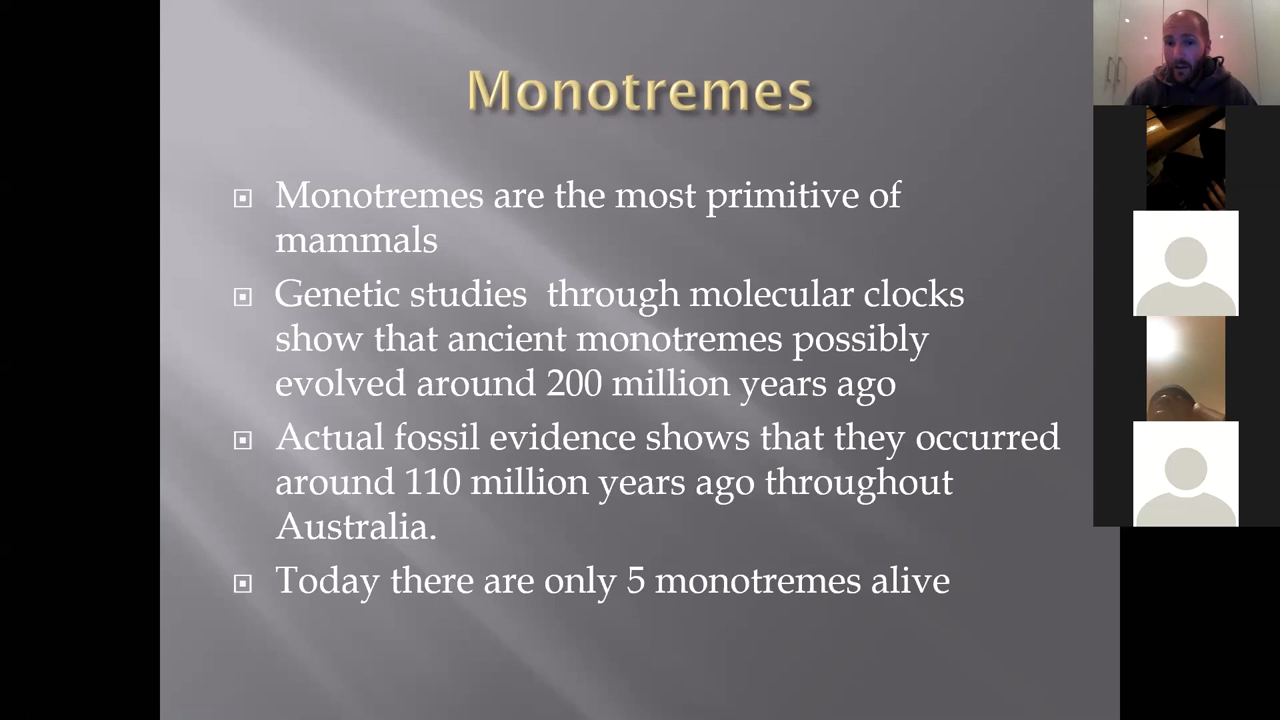 Monotremes
Monotremes are the most primitive of
mammals
Genetic studies through molecular clocks
show that ancient monotremes possibly
evolved around 200 million years ago
Actual fossil evidence shows that they occurred
around 110 million years ago throughout
Australia.
Today there are only 5 monotremes alive